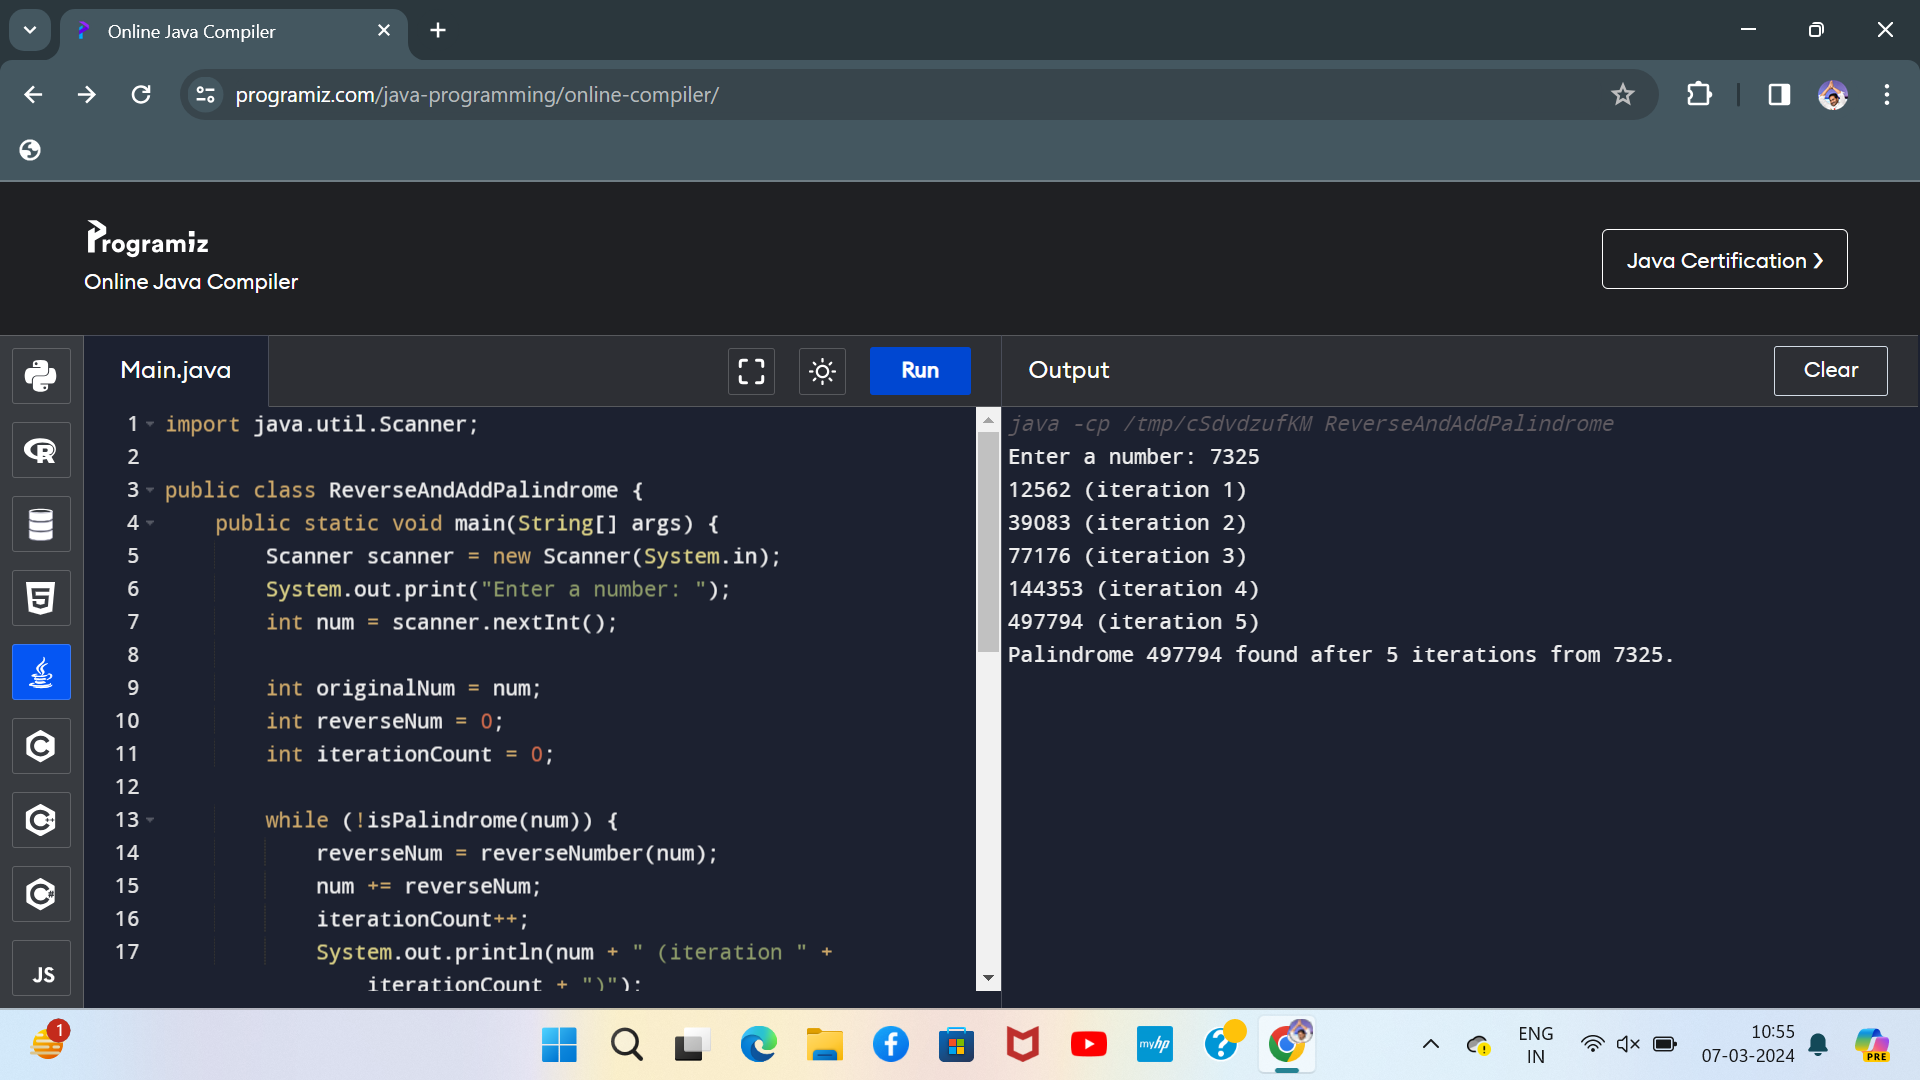 Online Java Compiler
programiz.com/java-programming/online-compiler/
Programiz
Online Java Compiler
Java Certification ❯
Main.java
Run
Output
Clear
1 import java.util.Scanner;
2
3 public class ReverseAndAddPalindrome {
4 public static void main(String[] args) {
5 Scanner scanner = new Scanner(System.in);
6 System.out.print("Enter a number: ");
7 int num = scanner.nextInt();
8
9 int originalNum = num;
10 int reverseNum = 0;
11 int iterationCount = 0;
12
13 while (!isPalindrome(num)) {
14 reverseNum = reverseNumber(num);
15 num += reverseNum;
16 iterationCount++;
17 System.out.println(num + " (iteration " +
iterationCount + ")");
java -cp /tmp/cSdvdzufKM ReverseAndAddPalindrome
Enter a number: 7325
12562 (iteration 1)
39083 (iteration 2)
77176 (iteration 3)
144353 (iteration 4)
497794 (iteration 5)
Palindrome 497794 found after 5 iterations from 7325.
R
5
C
C++
C#
JS
1
myhp
ENG
IN
10:55
07-03-2024
PRE